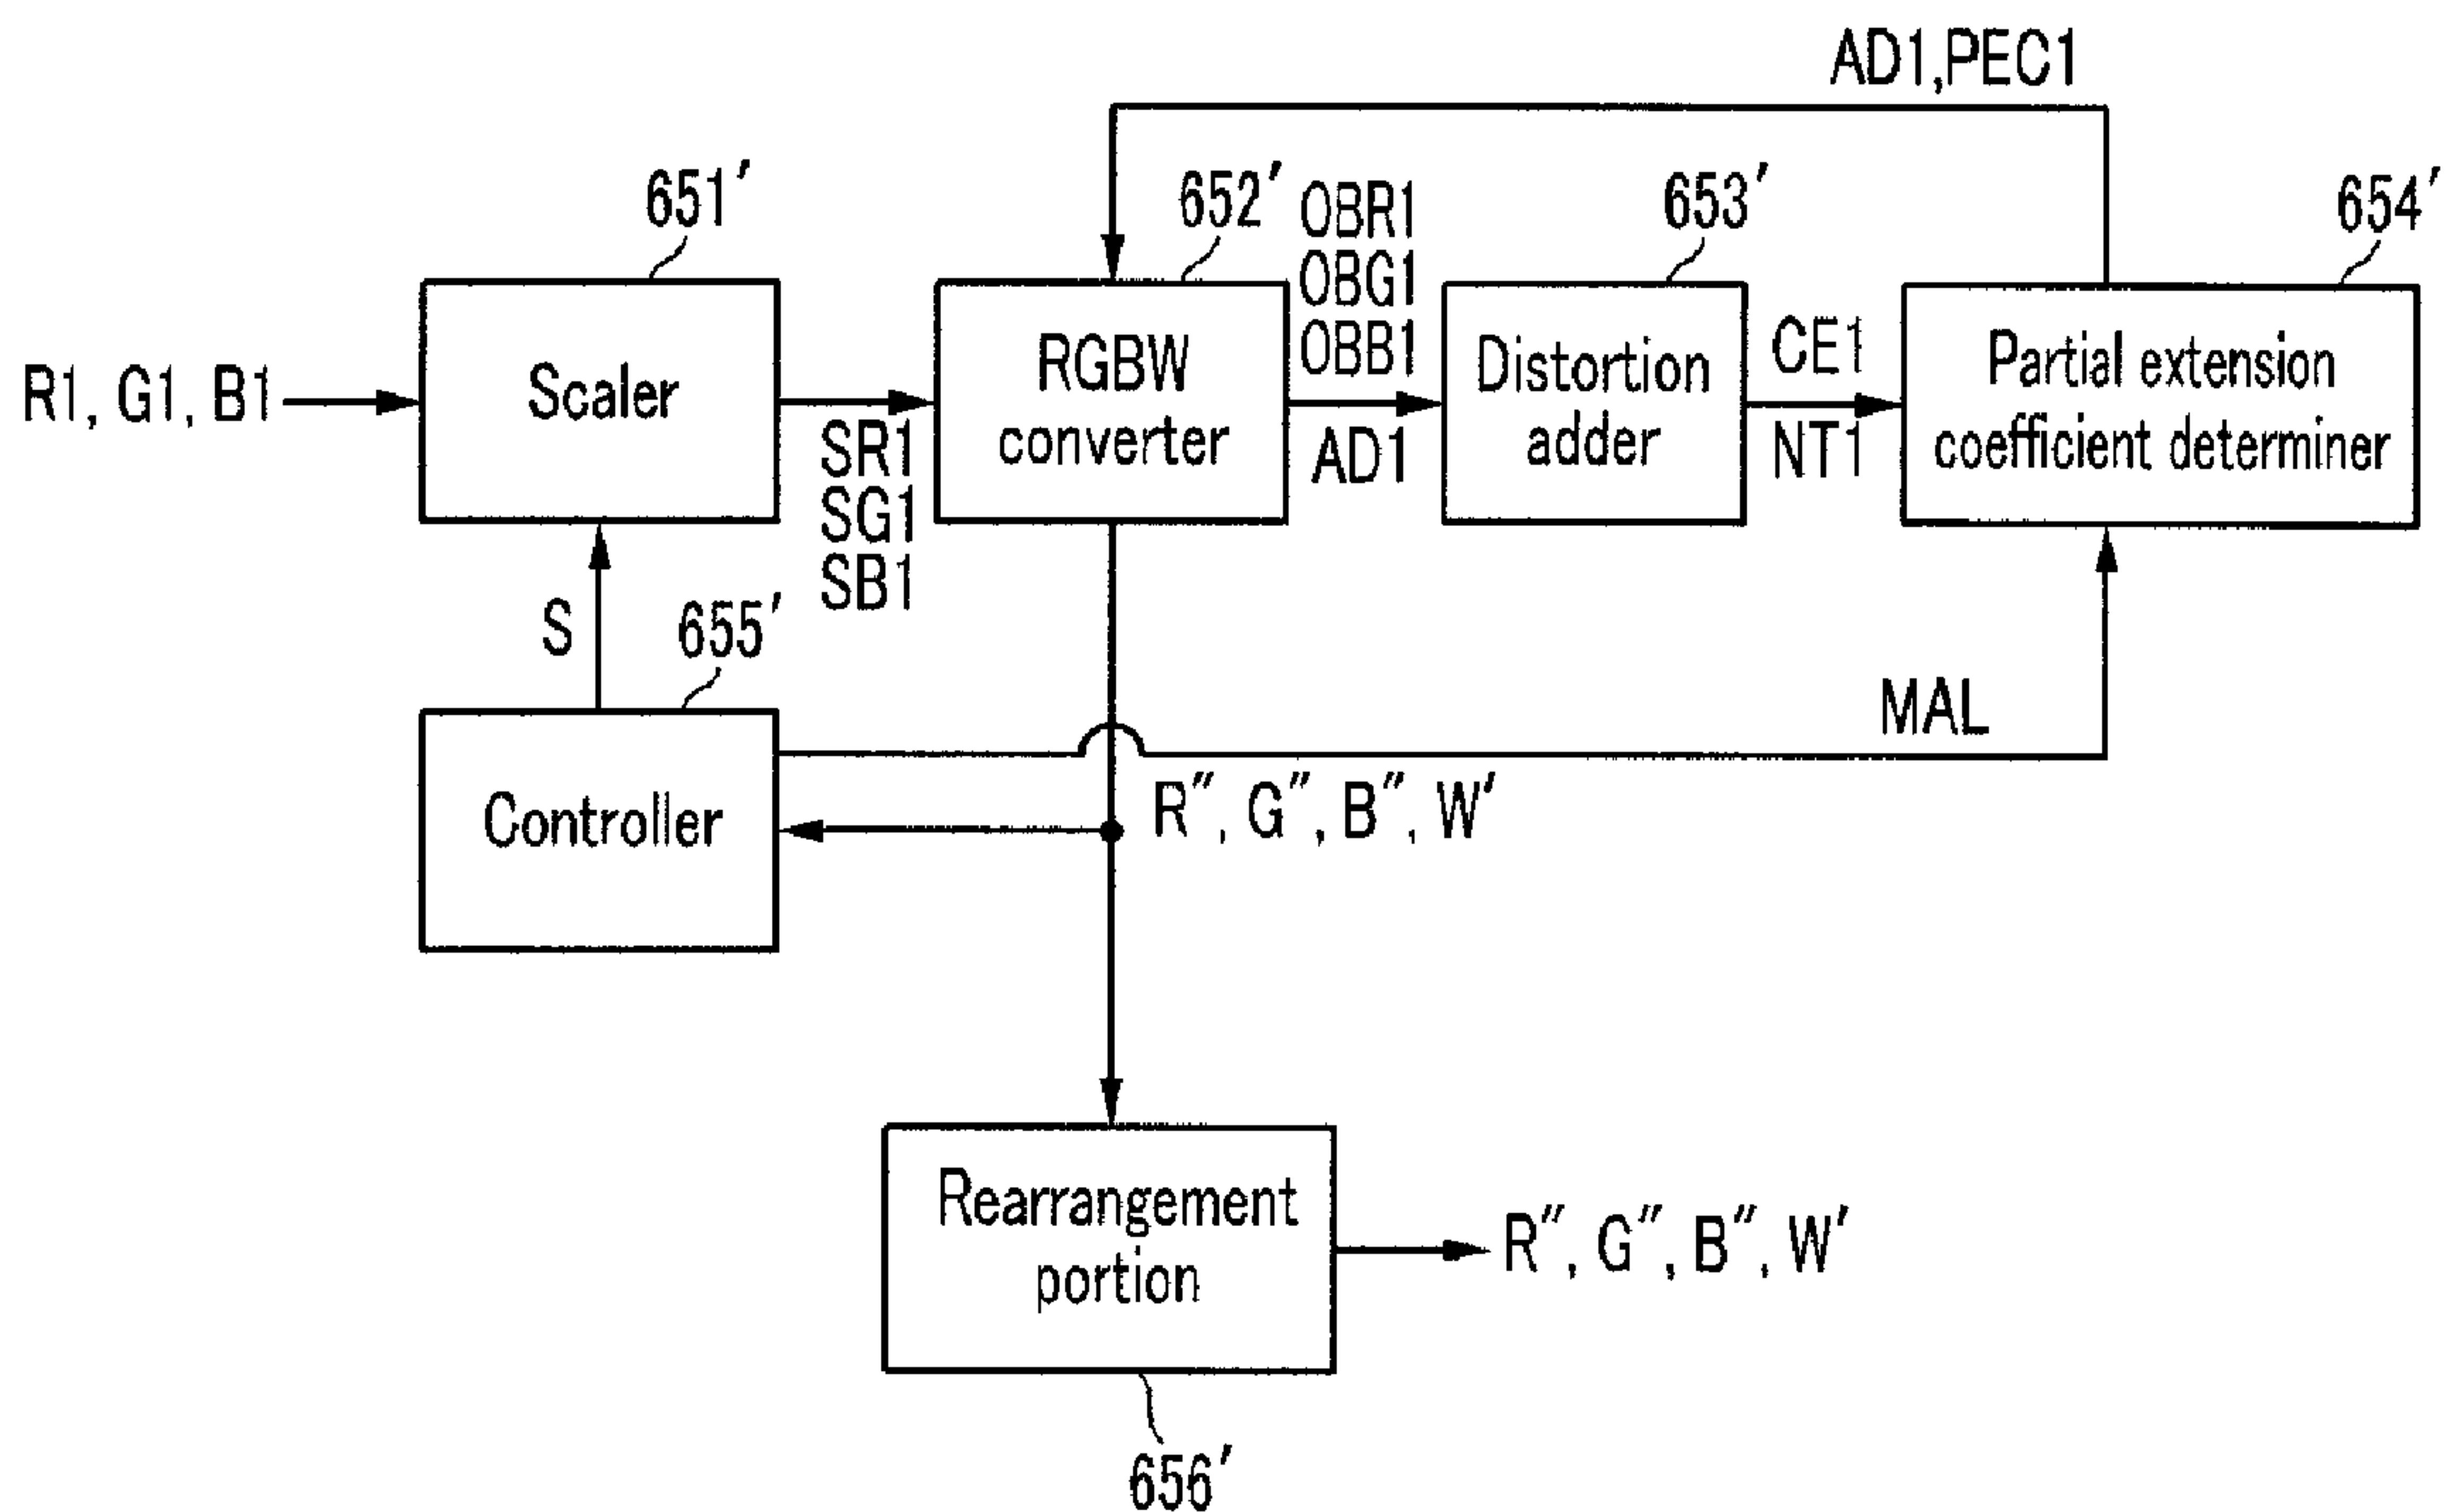 AD1,PEC1
651′
652′
OBR1
OBG1
OBB1
653′
654′
R1, G1, B1
Scaler
SR1
SG1
SB1
RGBW
converter
AD1
Distortion
adder
CE1
NT1
Partial extension
coefficient determiner
S
655′
MAL
Controller
R″, G″, B″, W′
Rearrangement
portion
R″, G″, B″, W′
656′